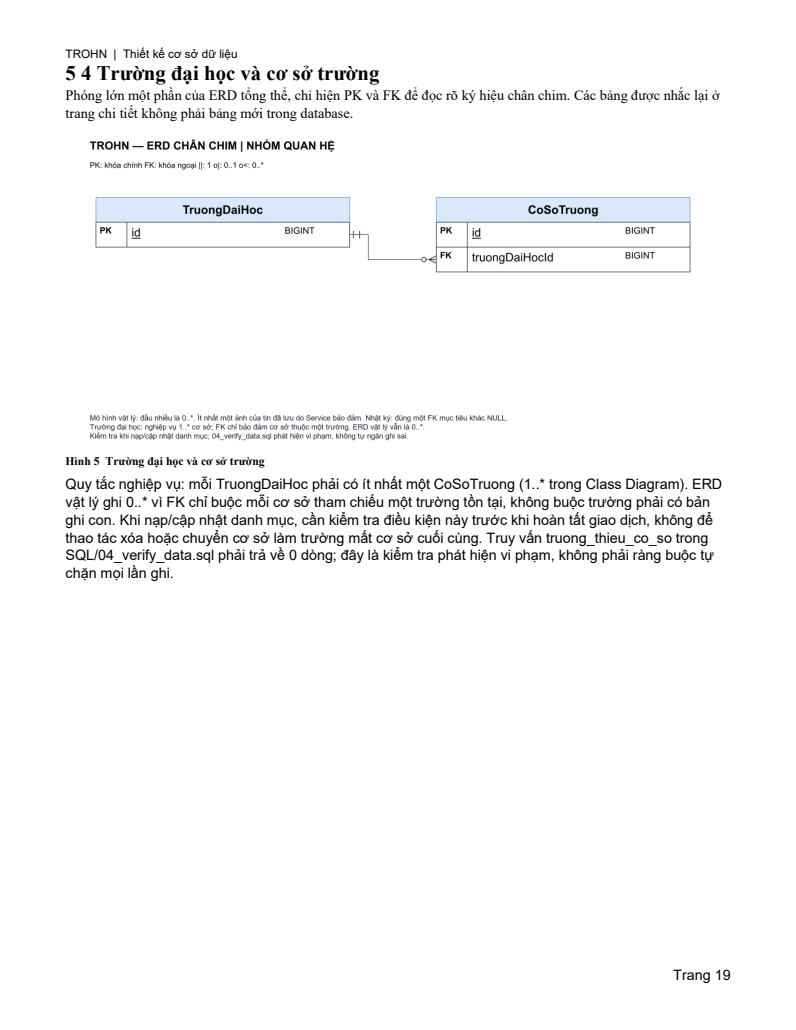 TROHN | Thiết kế cơ sở dữ liệu
5 4 Trường đại học và cơ sở trường
Phóng lớn một phần của ERD tổng thể, chỉ hiện PK và FK để đọc rõ ký hiệu chân chim. Các bảng được nhắc lại ở
trang chi tiết không phải bảng mới trong database.
TROHN — ERD CHÂN CHIM | NHÓM QUAN HỆ
PK: khóa chính FK: khóa ngoại ||: 1 o|: 0..1 o<: 0..*
TruongDaiHoc
PK id BIGINT
CoSoTruong
PK id BIGINT
FK truongDaiHocId BIGINT
Mô hình vật lý: đầu nhiều là 0..*. Ít nhất một ảnh của tin đã lưu do Service bảo đảm. Nhật ký: đúng một FK mục tiêu khác NULL.
Trường đại học: nghiệp vụ 1..* cơ sở; FK chỉ bảo đảm cơ sở thuộc một trường. ERD vật lý vẫn là 0..*.
Kiểm tra khi nạp/cập nhật danh mục; 04_verify_data.sql phát hiện vi phạm, không tự ngăn ghi sai.
Hình 5 Trường đại học và cơ sở trường
Quy tắc nghiệp vụ: mỗi TruongDaiHoc phải có ít nhất một CoSoTruong (1..* trong Class Diagram). ERD
vật lý ghi 0..* vì FK chỉ buộc mỗi cơ sở tham chiếu một trường tồn tại, không buộc trường phải có bản
ghi con. Khi nạp/cập nhật danh mục, cần kiểm tra điều kiện này trước khi hoàn tất giao dịch, không để
thao tác xóa hoặc chuyển cơ sở làm trường mất cơ sở cuối cùng. Truy vấn truong_thieu_co_so trong
SQL/04_verify_data.sql phải trả về 0 dòng; đây là kiểm tra phát hiện vi phạm, không phải ràng buộc tự
chặn mọi lần ghi.
Trang 19